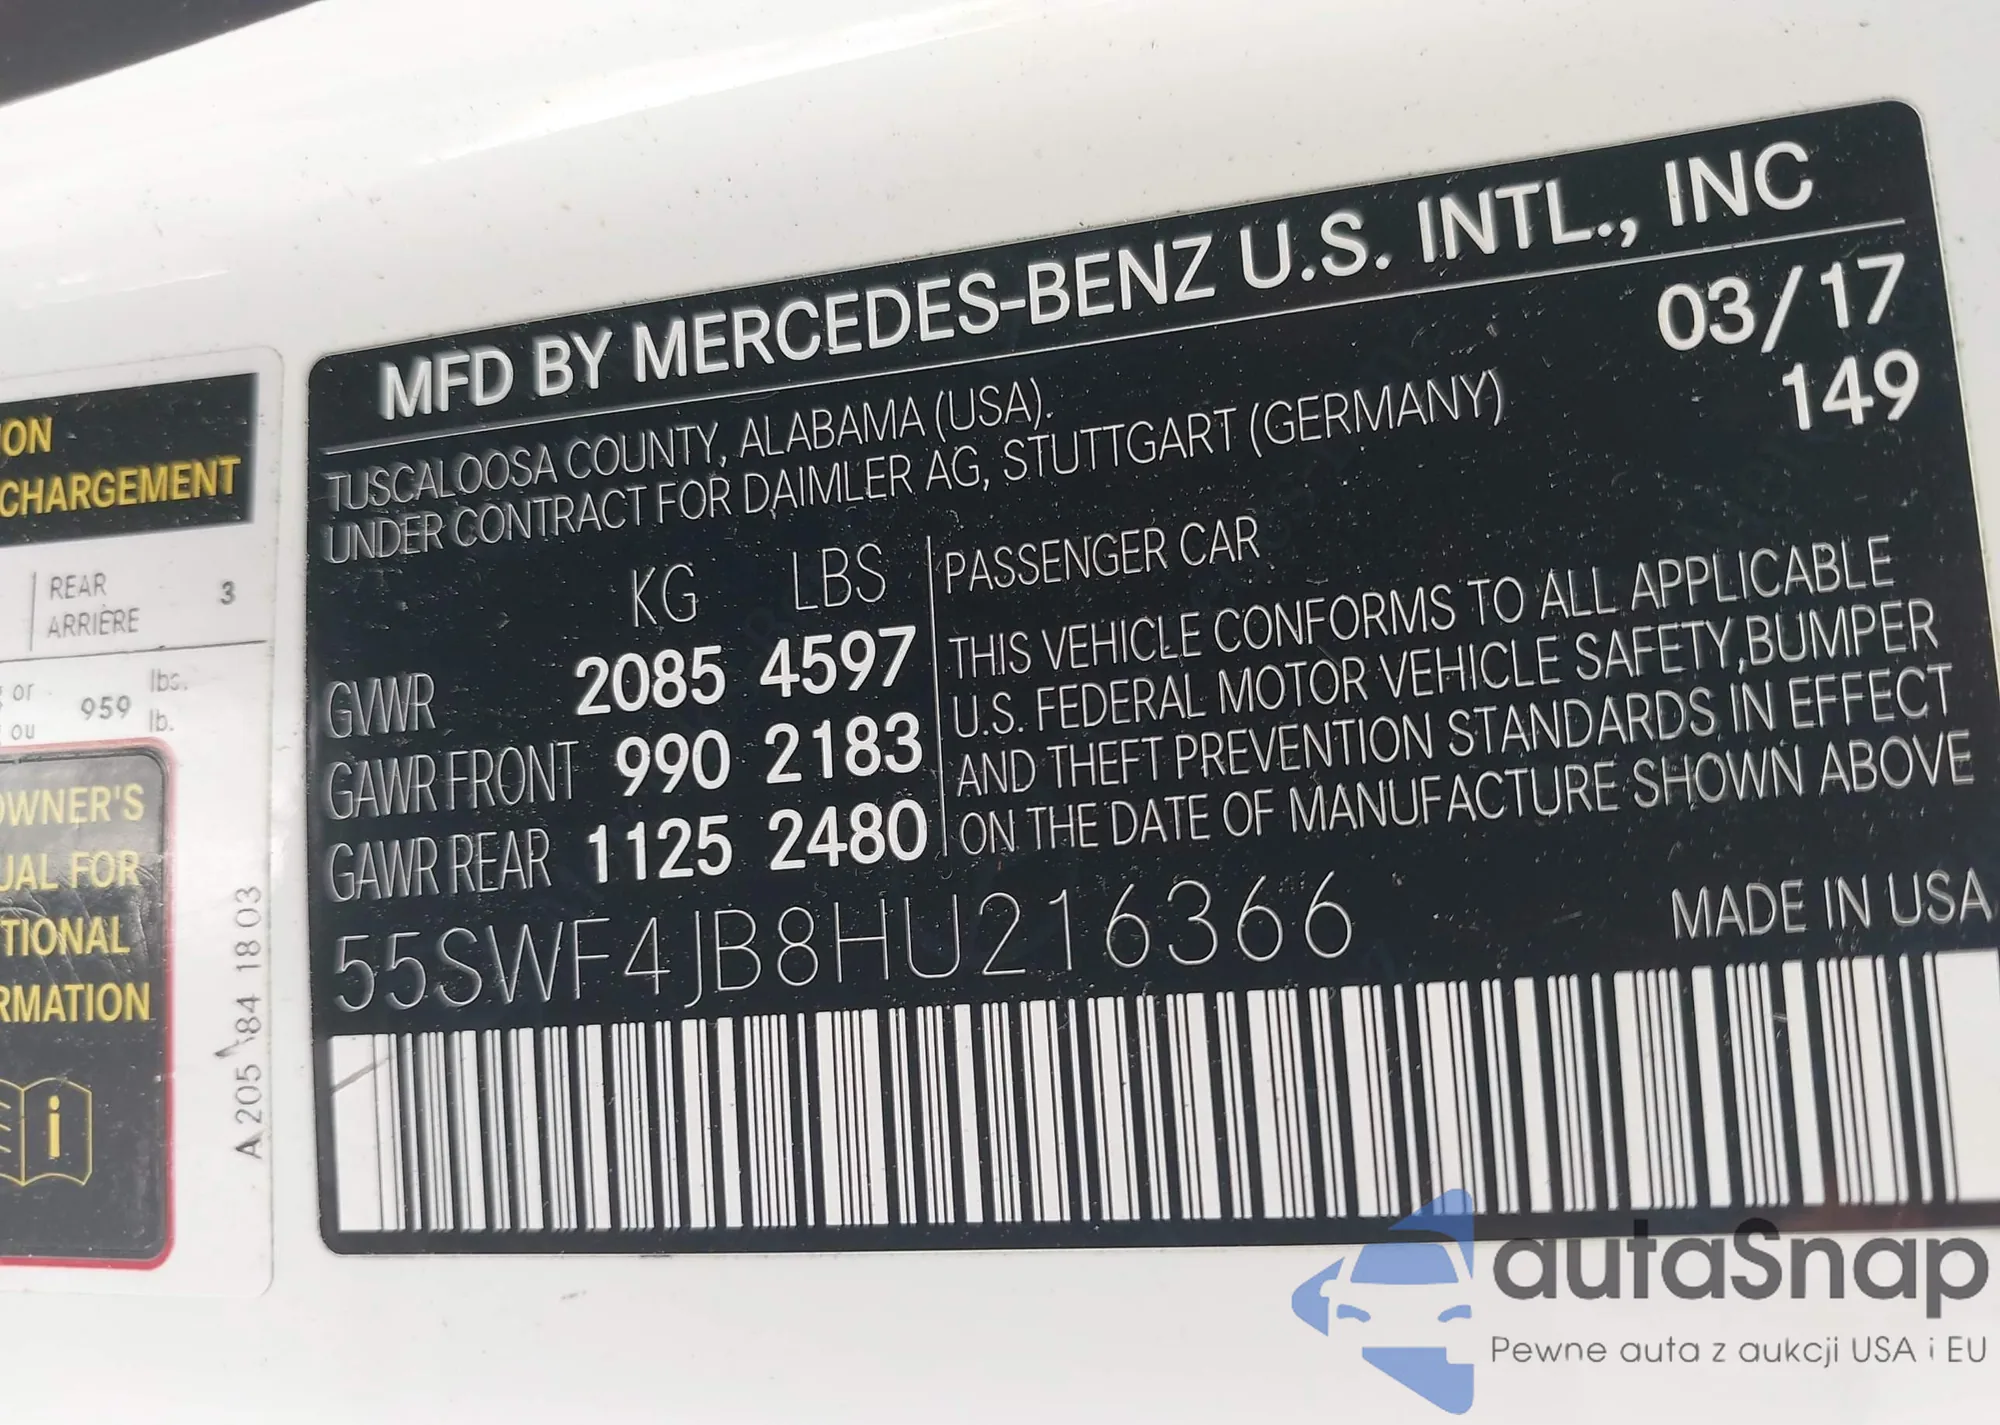 ON
CHARGEMENT
REAR
ARRIÈRE
3
or
959
lbs.
ou
lb.
OWNER'S
UAL FOR
TIONAL
RMATION
i
A 205 584 18 03
MFD BY MERCEDES-BENZ U.S. INTL., INC
03/17
149
TUSCALOOSA COUNTY, ALABAMA (USA).
UNDER CONTRACT FOR DAIMLER AG, STUTTGART (GERMANY)
KG LBS
GVWR 2085 4597
GAWR FRONT 990 2183
GAWR REAR 1125 2480
PASSENGER CAR
THIS VEHICLE CONFORMS TO ALL APPLICABLE
U.S. FEDERAL MOTOR VEHICLE SAFETY,BUMPER
AND THEFT PREVENTION STANDARDS IN EFFECT
ON THE DATE OF MANUFACTURE SHOWN ABOVE
55SWF4JB8HU216366
MADE IN USA
autaSnap
Pewne auta z aukcji USA i EU